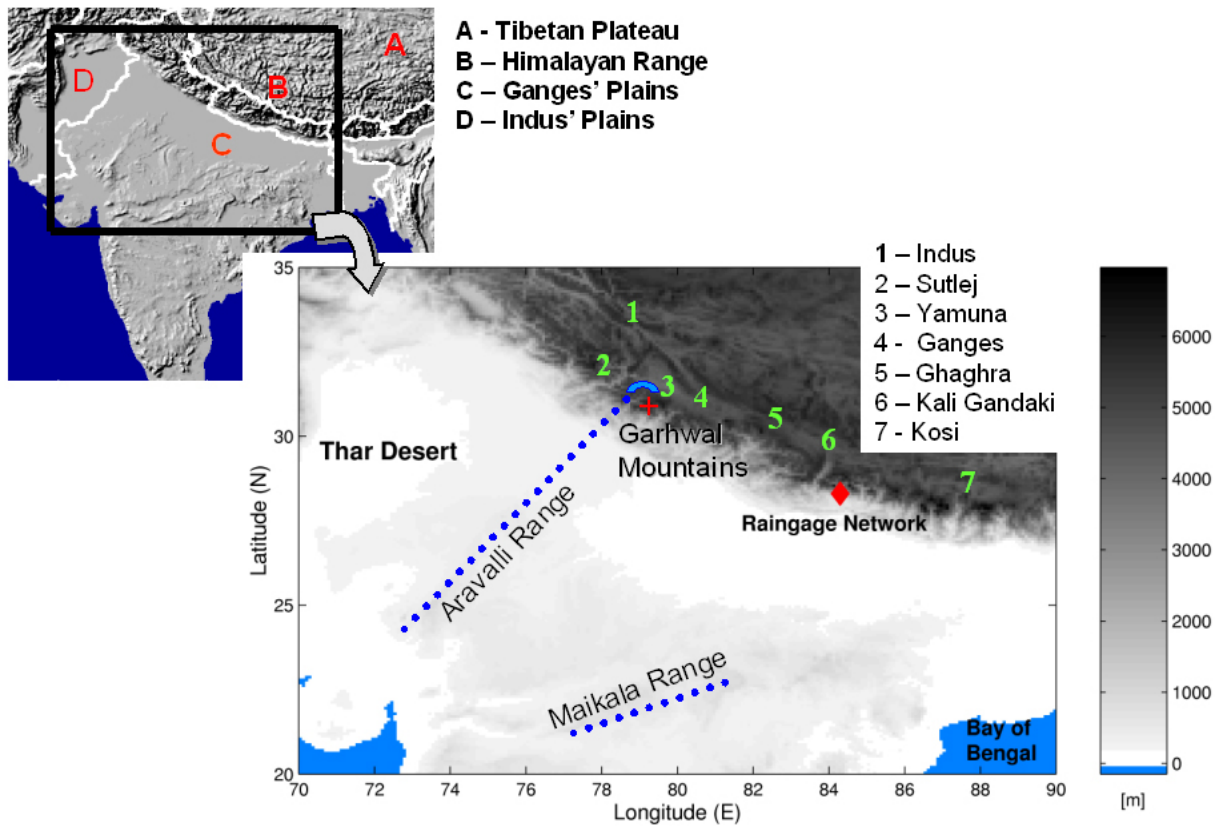 A - Tibetan Plateau
B – Himalayan Range
C – Ganges' Plains
D – Indus' Plains
A
B
C
D
1 – Indus
2 – Sutlej
3 – Yamuna
4 - Ganges
5 – Ghaghra
6 – Kali Gandaki
7 - Kosi
35
30
25
20
Latitude (N)
1
2
3
4
5
6
7
Thar Desert
Garhwal
Mountains
Raingage Network
Aravalli Range
Maikala Range
Bay of
Bengal
70
72
74
76
78
80
82
84
86
88
90
Longitude (E)
6000
5000
4000
3000
2000
1000
0
[m]